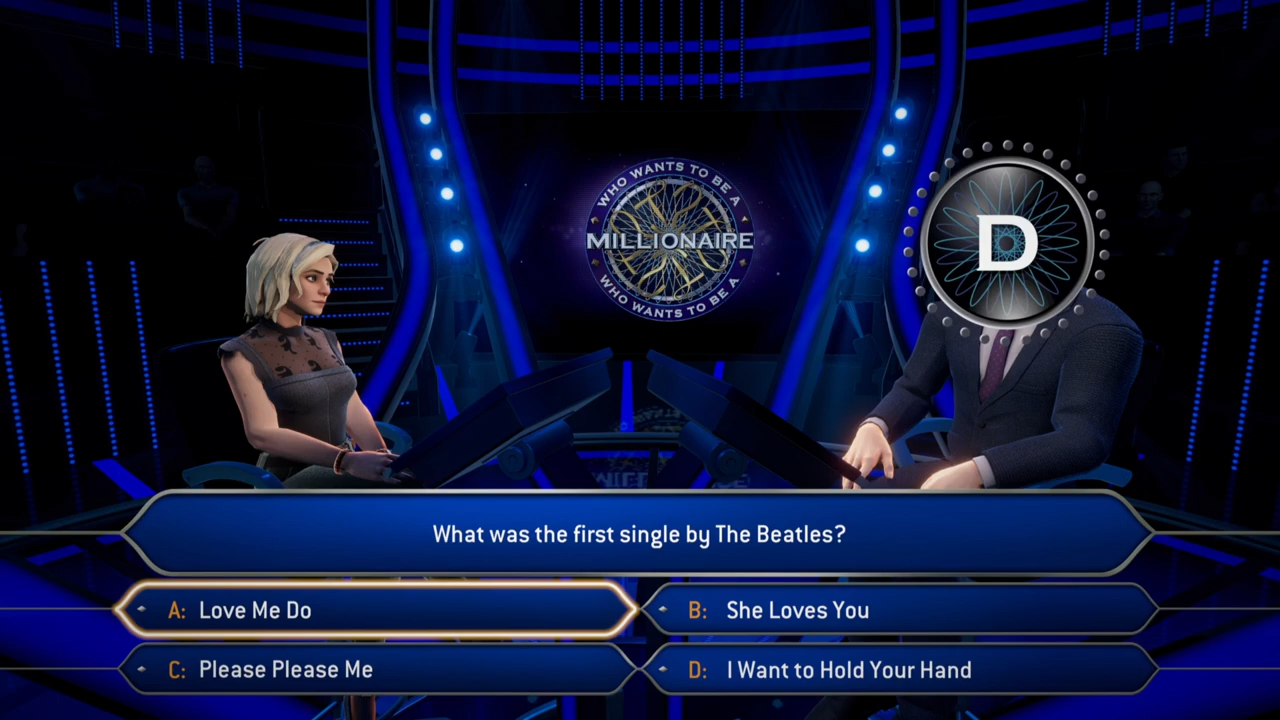 WHO WANTS TO BE A
MILLIONAIRE
WHO WANTS TO BE A
D
What was the first single by The Beatles?
A: Love Me Do
B: She Loves You
C: Please Please Me
D: I Want to Hold Your Hand